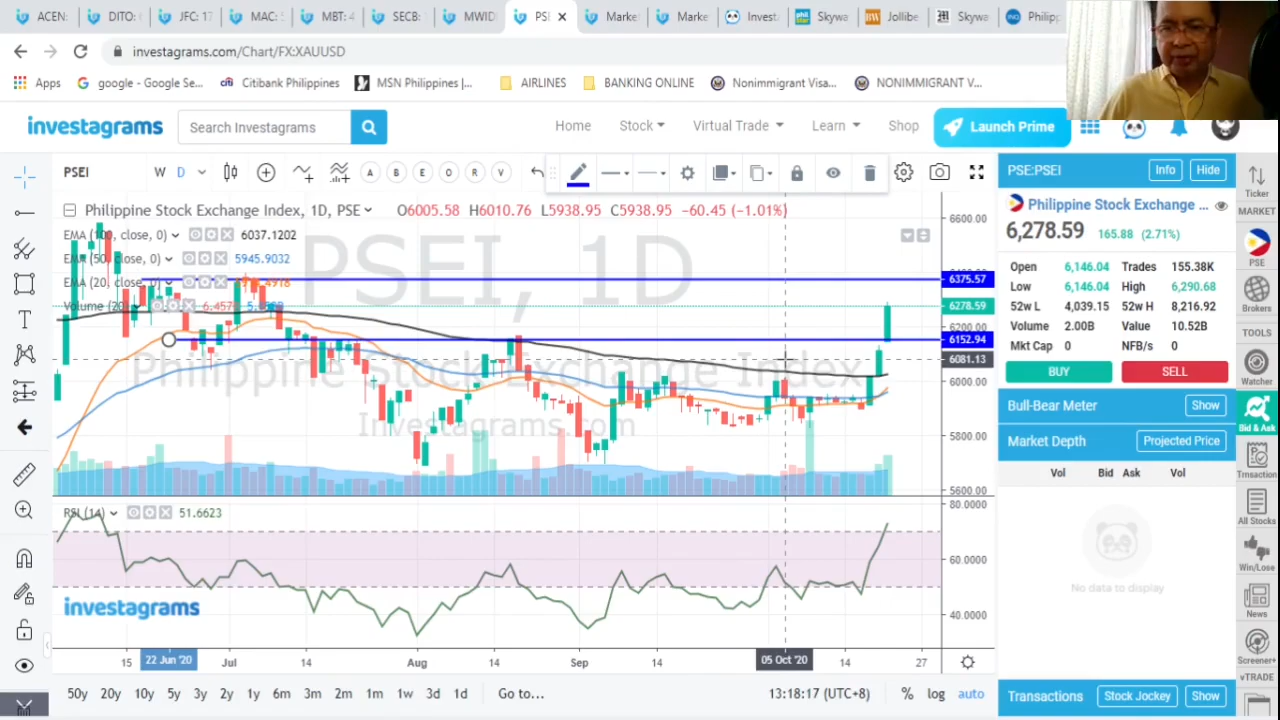 ACEN:
DITO: (
JFC: 17
MAC:
MBT: 4
SECB:
MWID
PSE
Marke
Marke
Invest
Skywa
Jollibe
Skywa
Philipp
investagrams.com/Chart/FX:XAUUSD
Apps
google - Google Se...
Citibank Philippines
MSN Philippines |...
AIRLINES
BANKING ONLINE
Nonimmigrant Visa...
NONIMMIGRANT V...
investagrams
Search Investagrams
Home
Stock
Virtual Trade
Learn
Shop
Launch Prime
PSEI
W
D
A
B
E
O
R
V
Philippine Stock Exchange Index, 1D, PSE
O6005.58 H6010.76 L5938.95 C5938.95 −60.45 (−1.01%)
EMA (100, close, 0)
6037.1202
EMA (50, close, 0)
5945.9032
EMA (20, close, 0)
Volume (20)
PSEI, 1D
Philippine Stock Exchange Index
Investagrams.com
6600.00
6375.57
6278.59
6200.00
6152.94
6081.13
6000.00
5800.00
5600.00
RSI (14)
51.6623
80.0000
60.0000
40.0000
investagrams
15
22 Jun '20
Jul
14
Aug
14
Sep
14
05 Oct '20
14
27
50y
20y
10y
5y
3y
2y
1y
6m
3m
2m
1m
1w
3d
1d
Go to...
13:18:17 (UTC+8)
%
log
auto
PSE:PSEI
Info
Hide
Philippine Stock Exchange ...
6,278.59
165.88 (2.71%)
Open 6,146.04 Trades 155.38K
Low 6,146.04 High 6,290.68
52w L 4,039.15 52w H 8,216.92
Volume 2.00B Value 10.52B
Mkt Cap 0 NFB/s 0
BUY
SELL
Bull-Bear Meter
Show
Market Depth
Projected Price
Vol
Bid
Ask
Vol
No data to display
Transactions
Stock Jockey
Show
Ticker
MARKET
PSE
Brokers
TOOLS
Watcher
Bid & Ask
Trnsaction
All Stocks
Win/Lose
News
Screener+
vTRADE